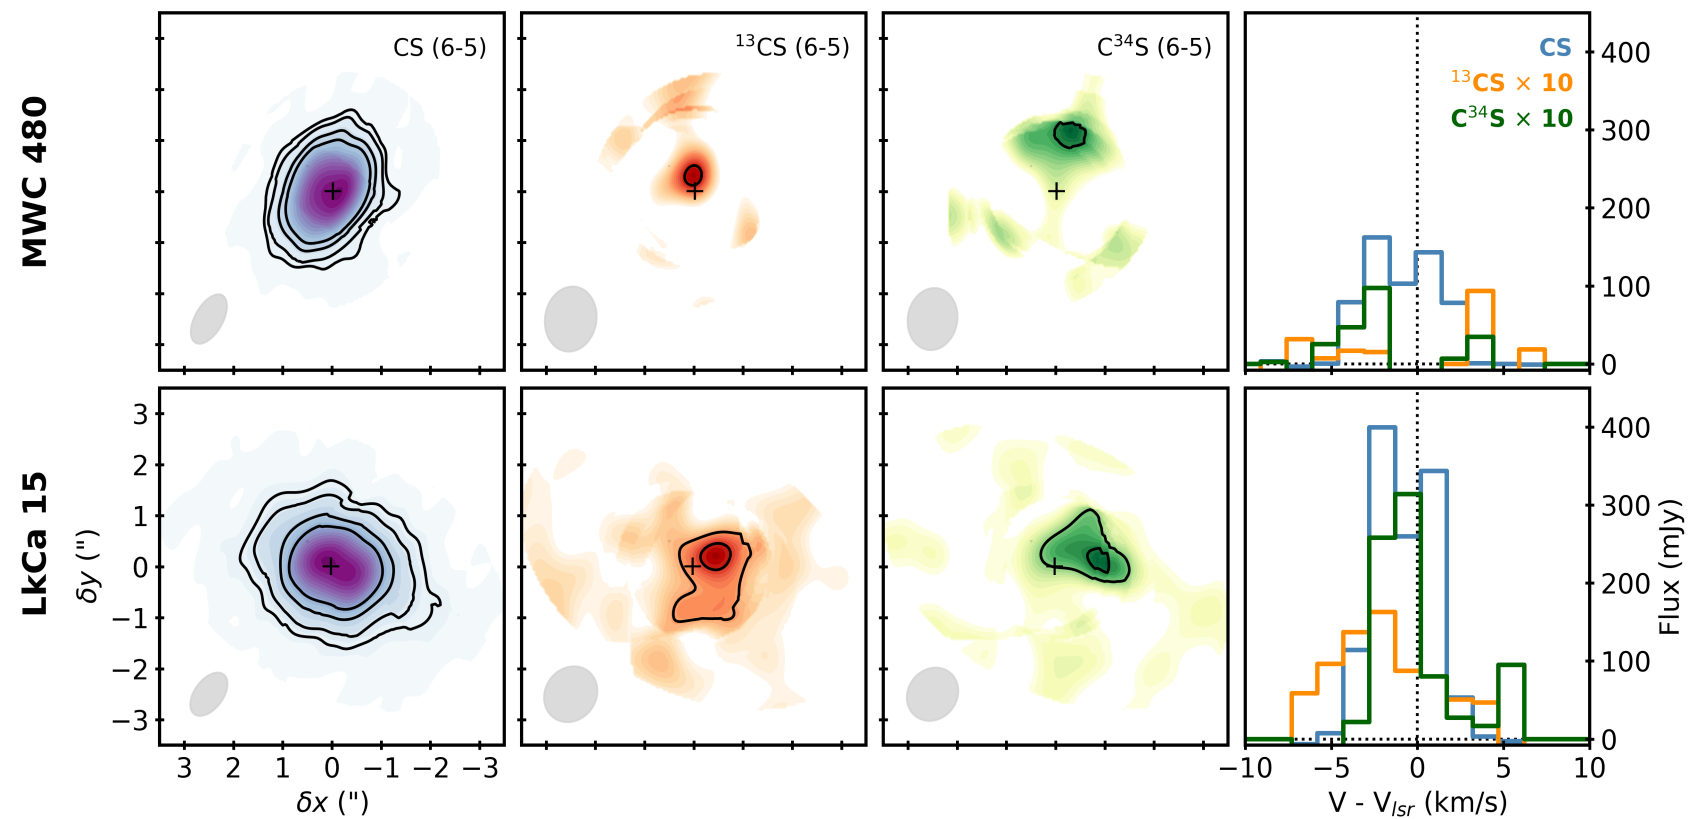 MWC 480
CS (6-5)
¹³CS (6-5)
C³⁴S (6-5)
CS
¹³CS × 10
C³⁴S × 10
400
300
200
100
0
LkCa 15
δy (")
3
2
1
0
−1
−2
−3
3 2 1 0 −1 −2 −3
δx (")
400
300
200
100
0
Flux (mJy)
−10 −5 0 5 10
V - Vlsr (km/s)